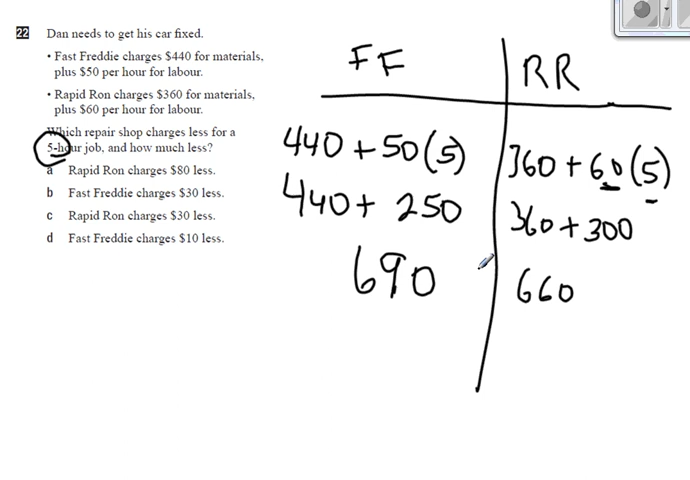 22 Dan needs to get his car fixed.
• Fast Freddie charges $440 for materials,
plus $50 per hour for labour.
• Rapid Ron charges $360 for materials,
plus $60 per hour for labour.
Which repair shop charges less for a
5-hour job, and how much less?
a Rapid Ron charges $80 less.
b Fast Freddie charges $30 less.
c Rapid Ron charges $30 less.
d Fast Freddie charges $10 less.
FF
440 + 50(5)
440 + 250
690
RR
360 + 60(5)
360 + 300
660